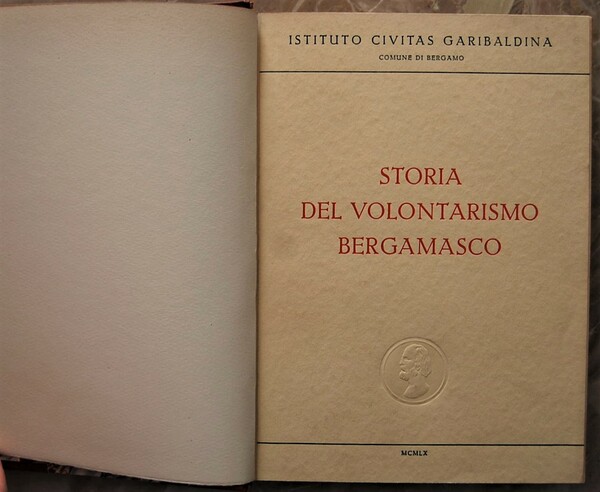 ISTITUTO CIVITAS GARIBALDINA
COMUNE DI BERGAMO
STORIA
DEL VOLONTARISMO
BERGAMASCO
MCMLX